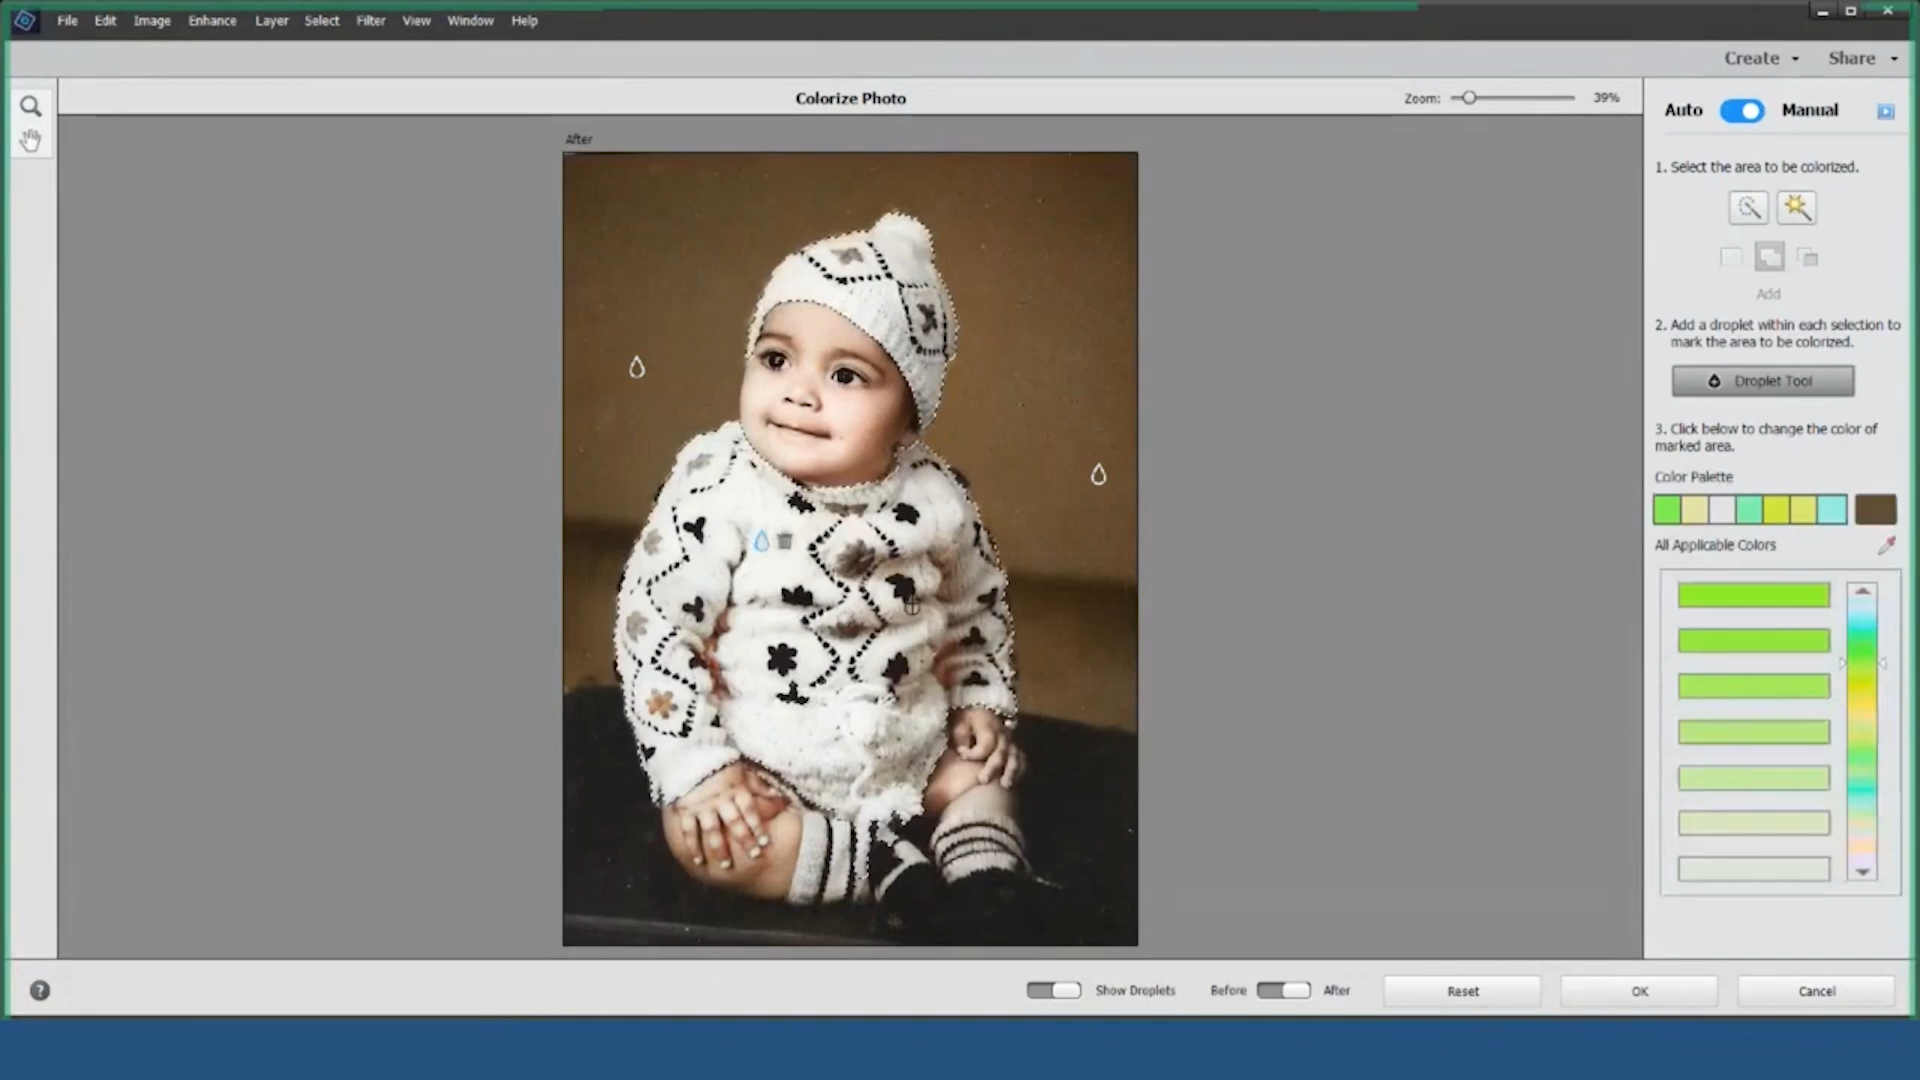 File Edit Image Enhance Layer Select Filter View Window Help
Create Share
Colorize Photo
Zoom: 39%
After
Auto Manual
1. Select the area to be colorized.
Add
2. Add a droplet within each selection to
mark the area to be colorized.
Droplet Tool
3. Click below to change the color of
marked area.
Color Palette
All Applicable Colors
?
Show Droplets
Before After
Reset
OK
Cancel